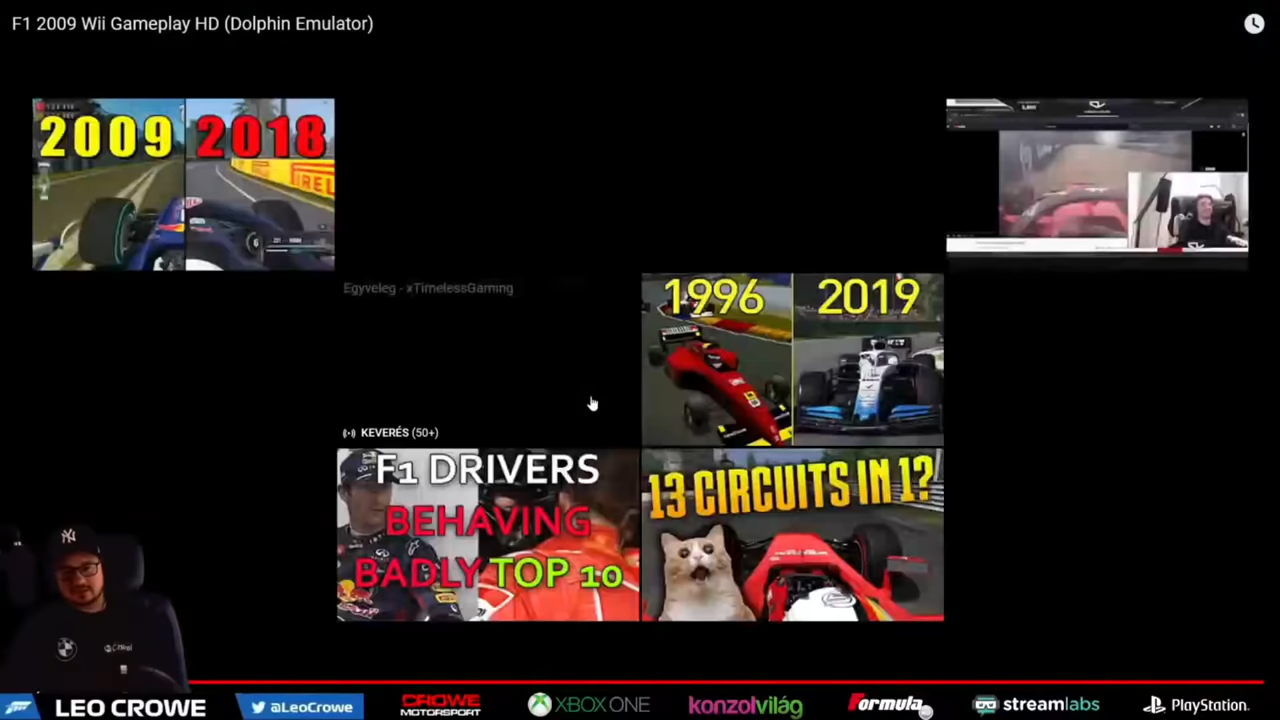 F1 2009 Wii Gameplay HD (Dolphin Emulator)
2009 2018
Egyveleg - xTimelessGaming
1996 2019
KEVERÉS (50+)
F1 DRIVERS
BEHAVING
BADLY TOP 10
13 CIRCUITS IN 1?
LEO CROWE
@LeoCrowe
CROWE
MOTORSPORT
XBOX ONE
konzolvilág
Formula
streamlabs
PlayStation.